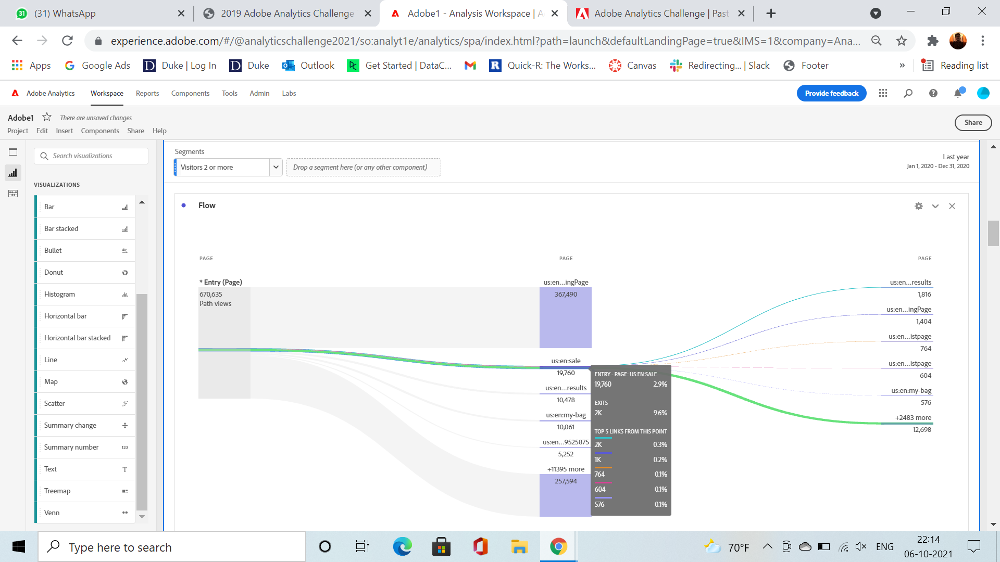 31 (31) WhatsApp
2019 Adobe Analytics Challenge
Adobe1 - Analysis Workspace | A
Adobe Analytics Challenge | Past
experience.adobe.com/#/@analyticschallenge2021/so:analyt1e/analytics/spa/index.html?path=launch&defaultLandingPage=true&IMS=1&company=Ana...
Apps
Google Ads
Duke | Log In
Duke
Outlook
Get Started | DataC...
Quick-R: The Works...
Canvas
Redirecting... | Slack
Footer
»
Reading list
Adobe Analytics
Workspace
Reports
Components
Tools
Admin
Labs
Provide feedback
Adobe1
There are unsaved changes
Project
Edit
Insert
Components
Share
Help
Share
Search visualizations
VISUALIZATIONS
Bar
Bar stacked
Bullet
Donut
Histogram
Horizontal bar
Horizontal bar stacked
Line
Map
Scatter
Summary change
Summary number 123
Text T
Treemap
Venn
Segments
Visitors 2 or more
Drop a segment here (or any other component)
Last year
Jan 1, 2020 - Dec 31, 2020
Flow
PAGE
* Entry (Page)
670,635
Path views
PAGE
us:en...ingPage
367,490
us:en:sale
19,760
us:en...results
10,478
us:en:my-bag
10,061
us:en...9525875
5,252
+11395 more
257,594
ENTRY - PAGE: US:EN:SALE
19,760 2.9%
EXITS
2K 9.6%
TOP 5 LINKS FROM THIS POINT
2K 0.3%
1K 0.2%
764 0.1%
604 0.1%
576 0.1%
PAGE
us:en...results
1,816
us:en...ingPage
1,404
us:en...istpage
764
us:en...istpage
604
us:en:my-bag
576
+2483 more
12,698
Type here to search
70°F
ENG
22:14
06-10-2021